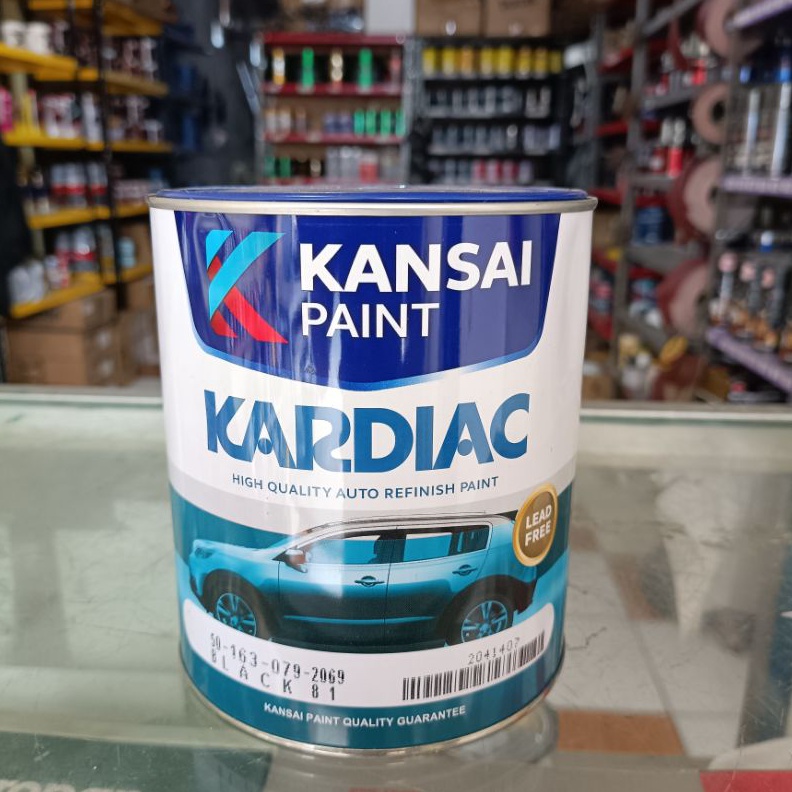 KANSAI
PAINT
KARDIAC
HIGH QUALITY AUTO REFINISH PAINT
LEAD
FREE
50-163-079-2069
BLACK 81
2041407
KANSAI PAINT QUALITY GUARANTEE